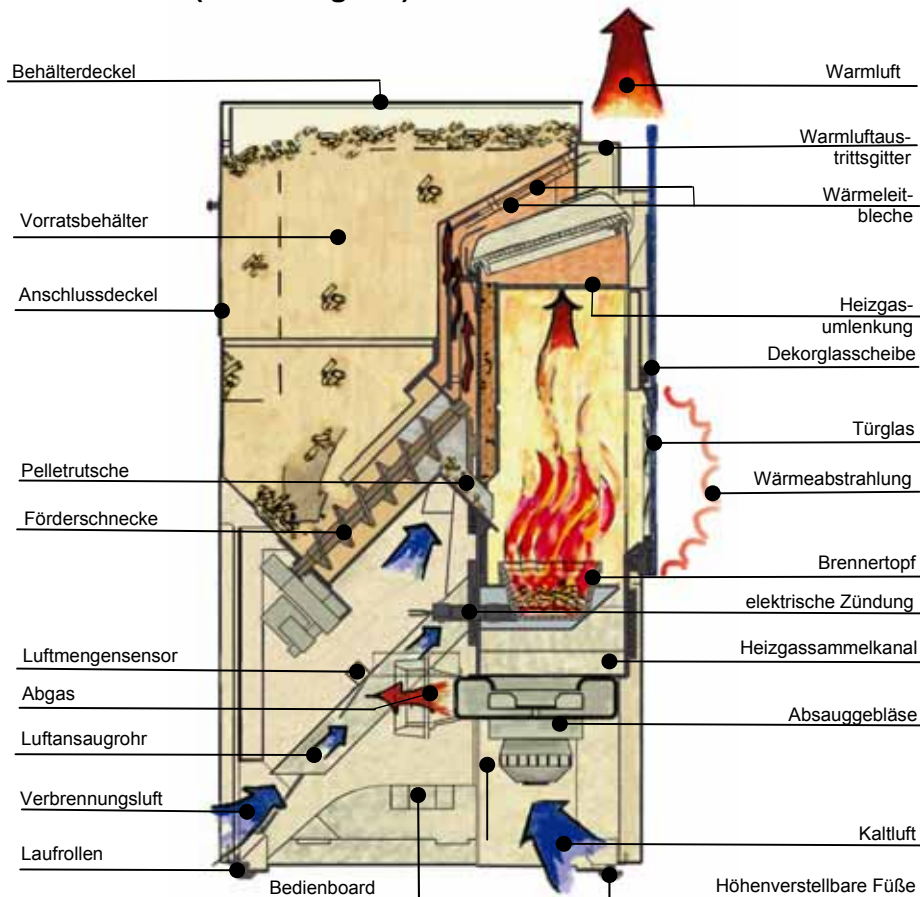 Behälterdeckel
Warmluft
Warmluftaus-
trittsgitter
Wärmeleit-
bleche
Vorratsbehälter
Anschlussdeckel
Heizgas-
umlenkung
Dekorglasscheibe
Türglas
Pelletrutsche
Wärmeabstrahlung
Förderschnecke
Brennertopf
elektrische Zündung
Luftmengensensor
Heizgassammelkanal
Abgas
Absauggebläse
Luftansaugrohr
Verbrennungsluft
Kaltluft
Laufrollen
Bedienboard
Höhenverstellbare Füße